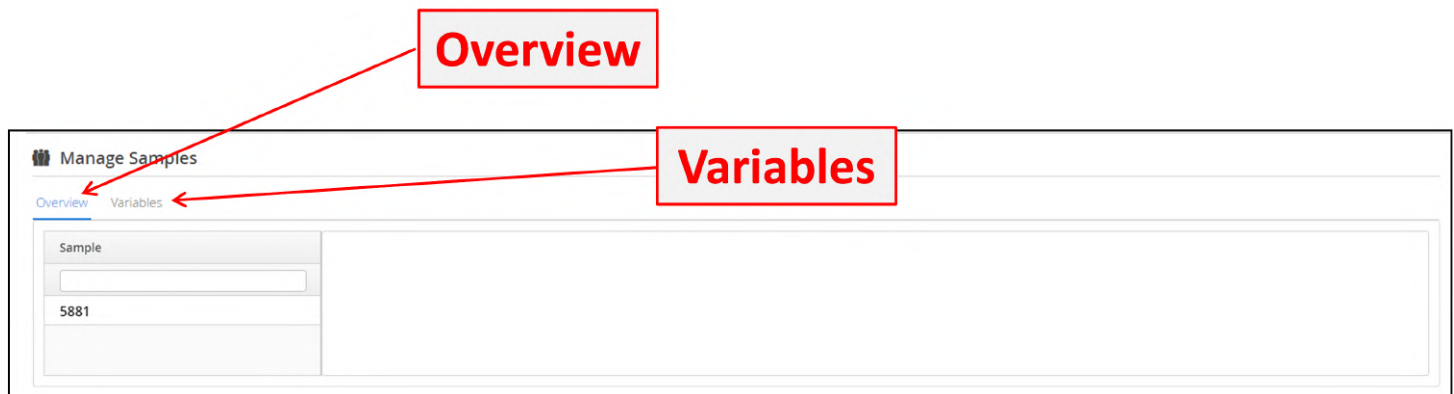 Overview
Manage Samples
Variables
Overview Variables
Sample
5881